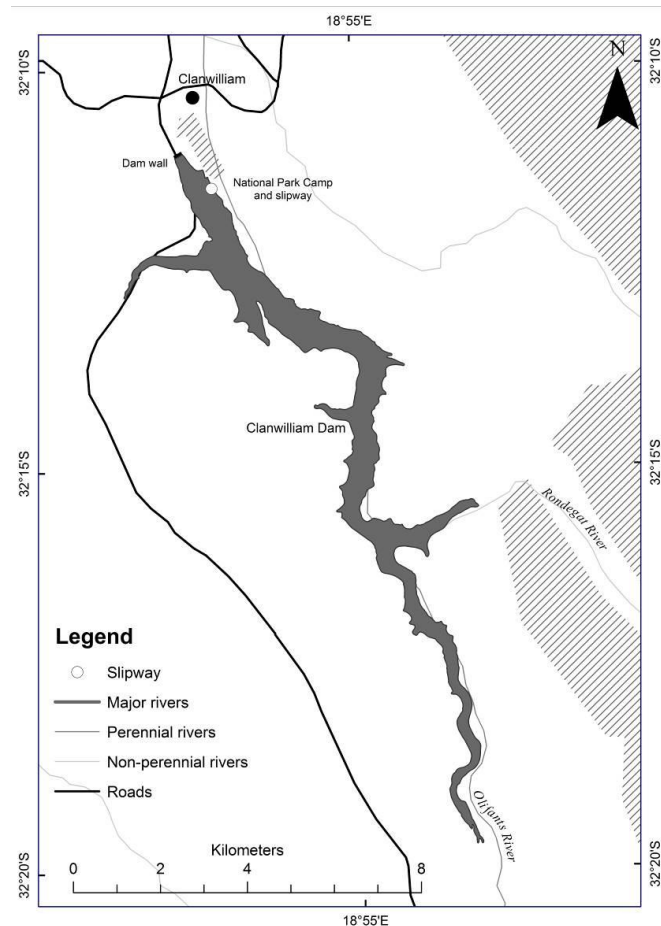 18°55'E
32°10'S
32°10'S
N
Clanwilliam
Dam wall
National Park Camp
and slipway
Clanwilliam Dam
32°15'S
32°15'S
Rondegat River
Legend
Slipway
Major rivers
Perennial rivers
Non-perennial rivers
Roads
Olifants River
Kilometers
0 2 4 6 8
32°20'S
32°20'S
18°55'E